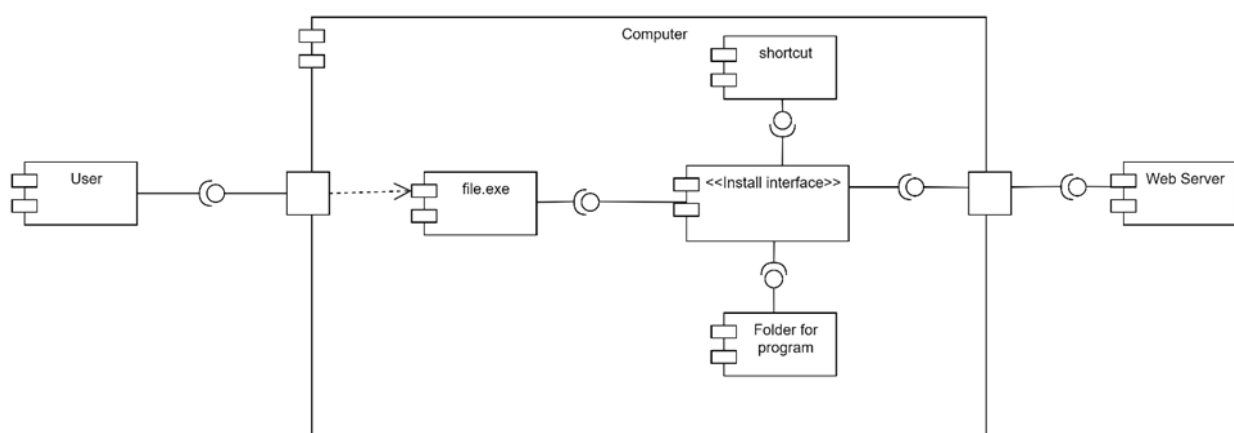 Computer
shortcut
User
file.exe
<<Install interface>>
Web Server
Folder for
program